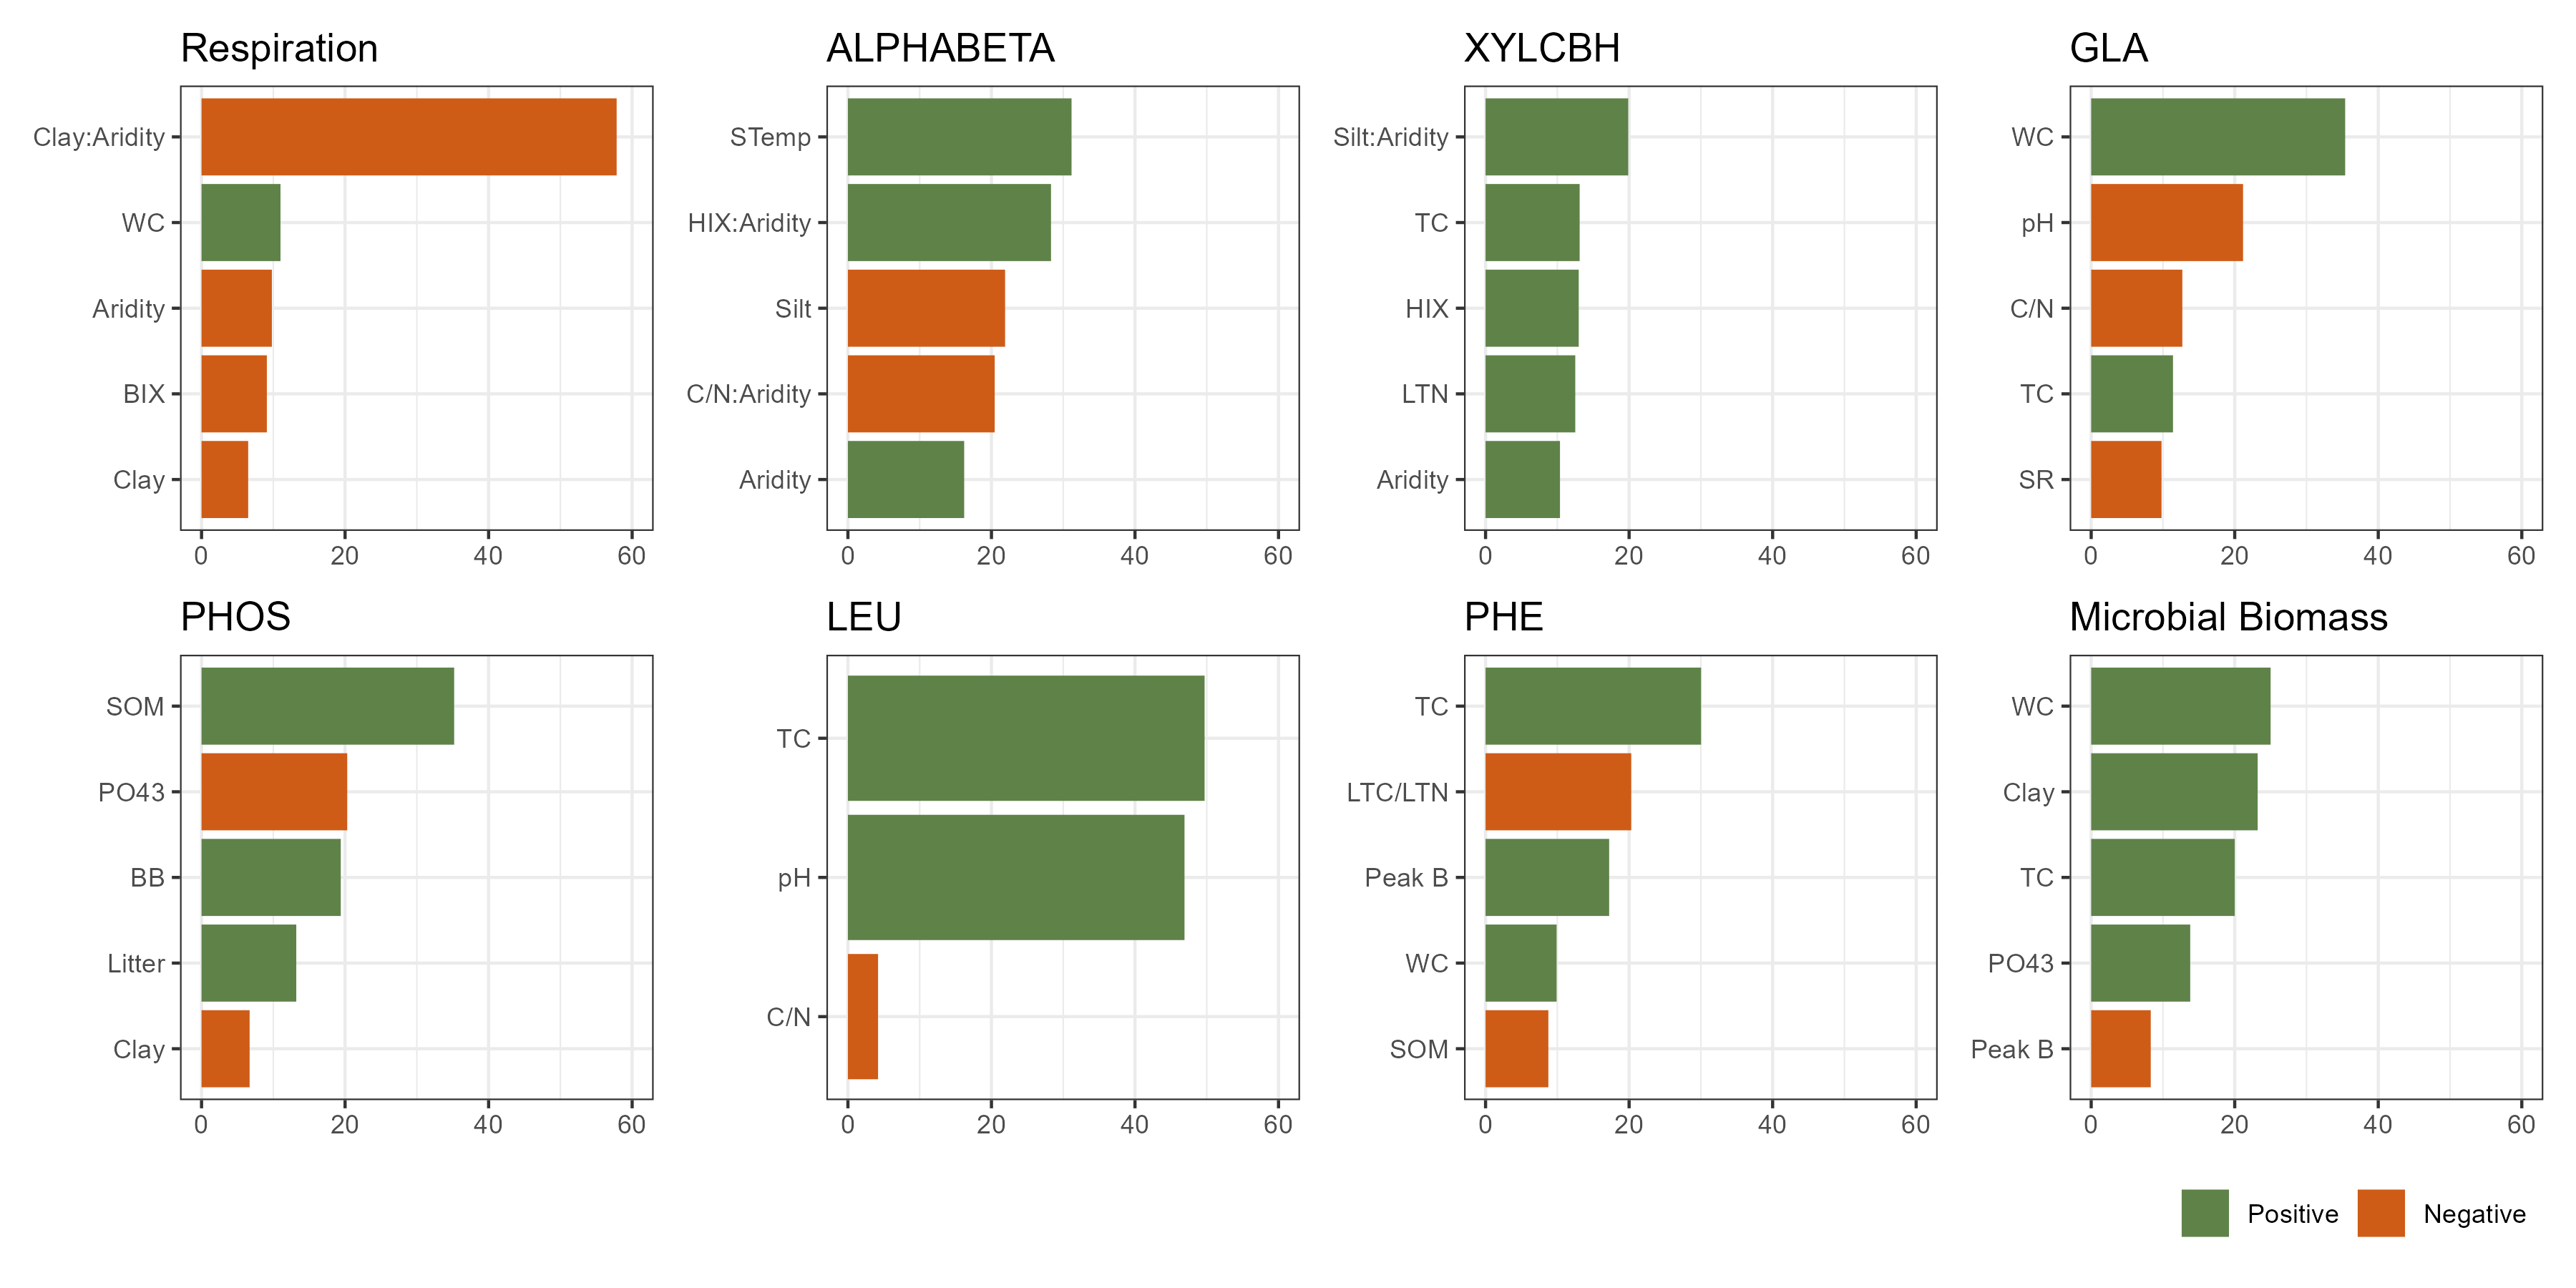 Respiration
Clay:Aridity
WC
Aridity
BIX
Clay
0 20 40 60
ALPHABETA
STemp
HIX:Aridity
Silt
C/N:Aridity
Aridity
0 20 40 60
XYLCBH
Silt:Aridity
TC
HIX
LTN
Aridity
0 20 40 60
GLA
WC
pH
C/N
TC
SR
0 20 40 60
PHOS
SOM
PO43
BB
Litter
Clay
0 20 40 60
LEU
TC
pH
C/N
0 20 40 60
PHE
TC
LTC/LTN
Peak B
WC
SOM
0 20 40 60
Microbial Biomass
WC
Clay
TC
PO43
Peak B
0 20 40 60
Positive Negative